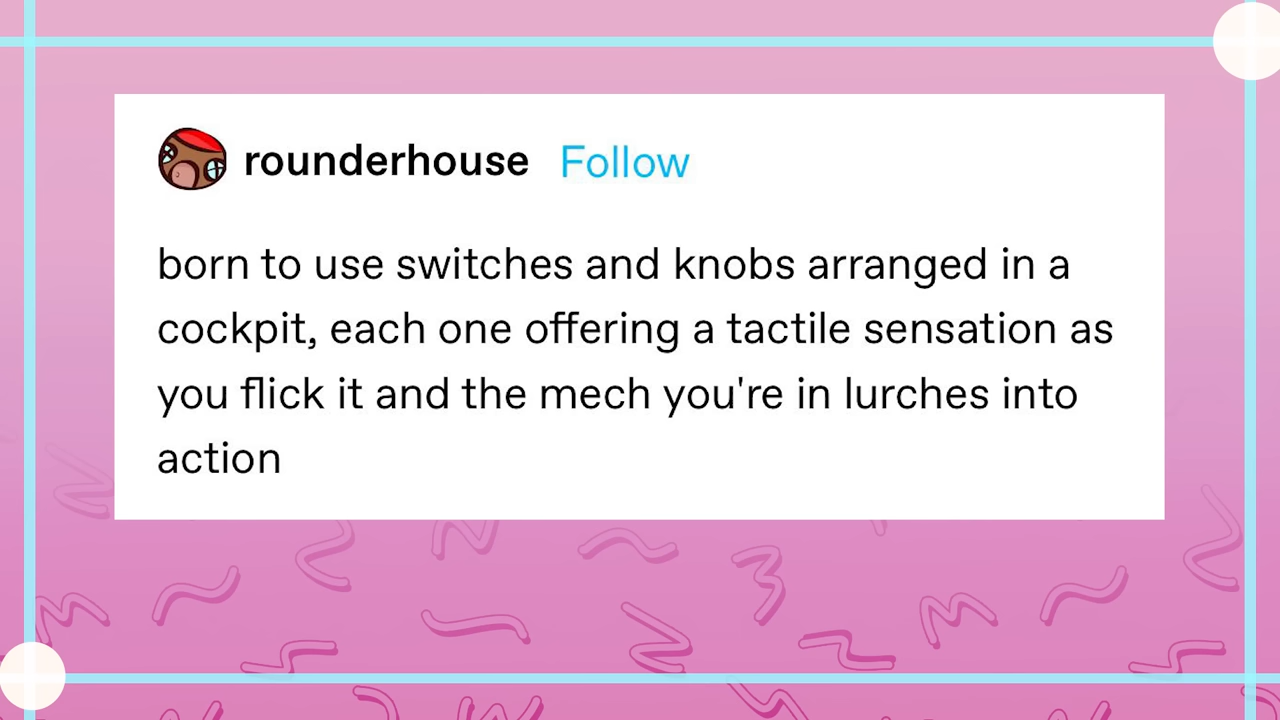 rounderhouse Follow
born to use switches and knobs arranged in a
cockpit, each one offering a tactile sensation as
you flick it and the mech you're in lurches into
action